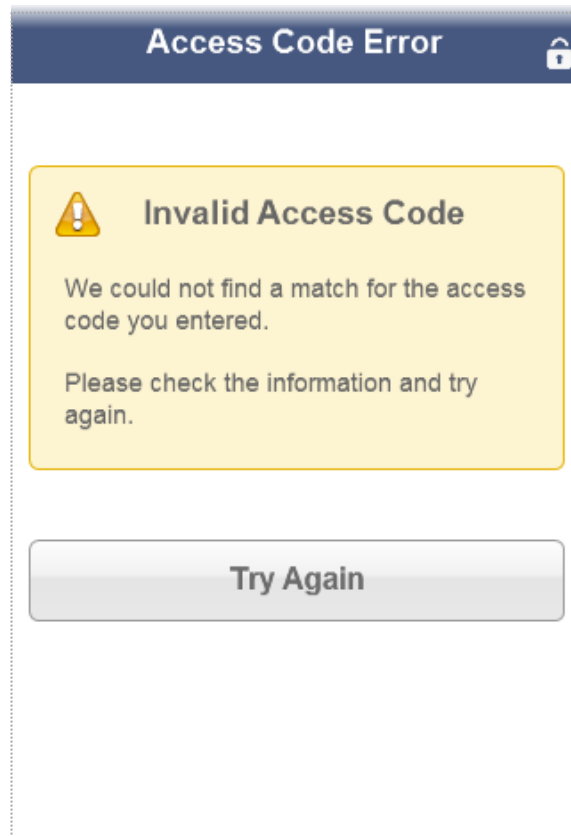 Access Code Error
Invalid Access Code
We could not find a match for the access
code you entered.
Please check the information and try
again.
Try Again